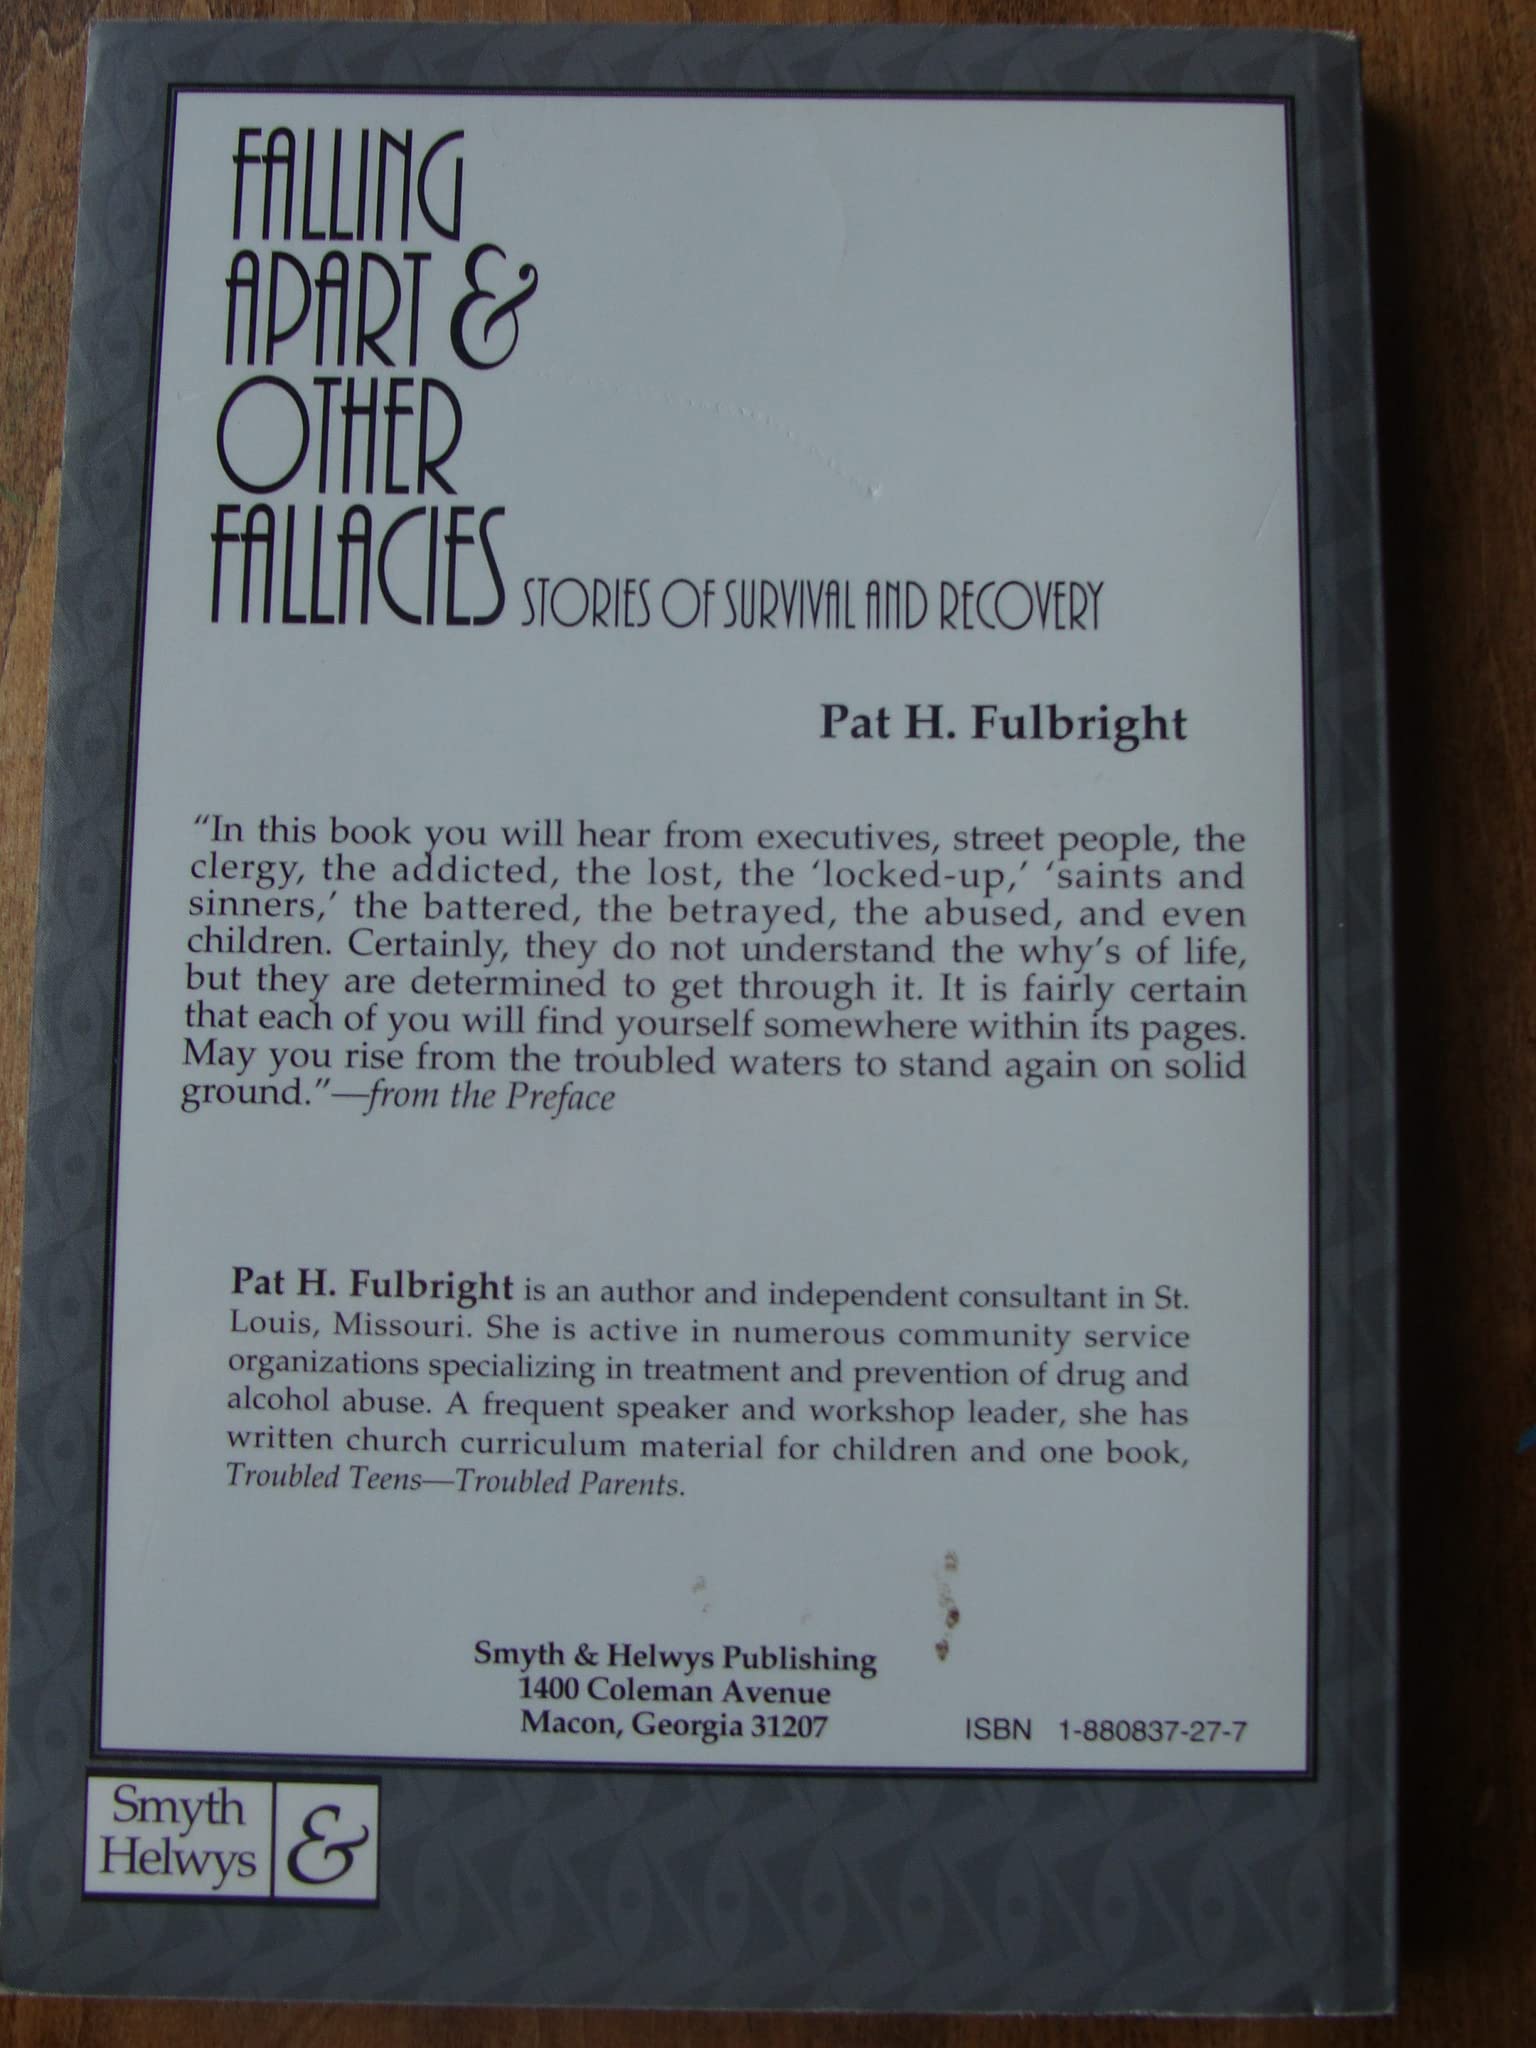 FALLING
APART &
OTHER
FALLACIES STORIES OF SURVIVAL AND RECOVERY
Pat H. Fulbright
“In this book you will hear from executives, street people, the
clergy, the addicted, the lost, the ‘locked-up,’ ‘saints and
sinners,’ the battered, the betrayed, the abused, and even
children. Certainly, they do not understand the why’s of life,
but they are determined to get through it. It is fairly certain
that each of you will find yourself somewhere within its pages.
May you rise from the troubled waters to stand again on solid
ground.”—from the Preface
Pat H. Fulbright is an author and independent consultant in St.
Louis, Missouri. She is active in numerous community service
organizations specializing in treatment and prevention of drug and
alcohol abuse. A frequent speaker and workshop leader, she has
written church curriculum material for children and one book,
Troubled Teens—Troubled Parents.
Smyth & Helwys Publishing
1400 Coleman Avenue
Macon, Georgia 31207
ISBN 1-880837-27-7
Smyth
Helwys &